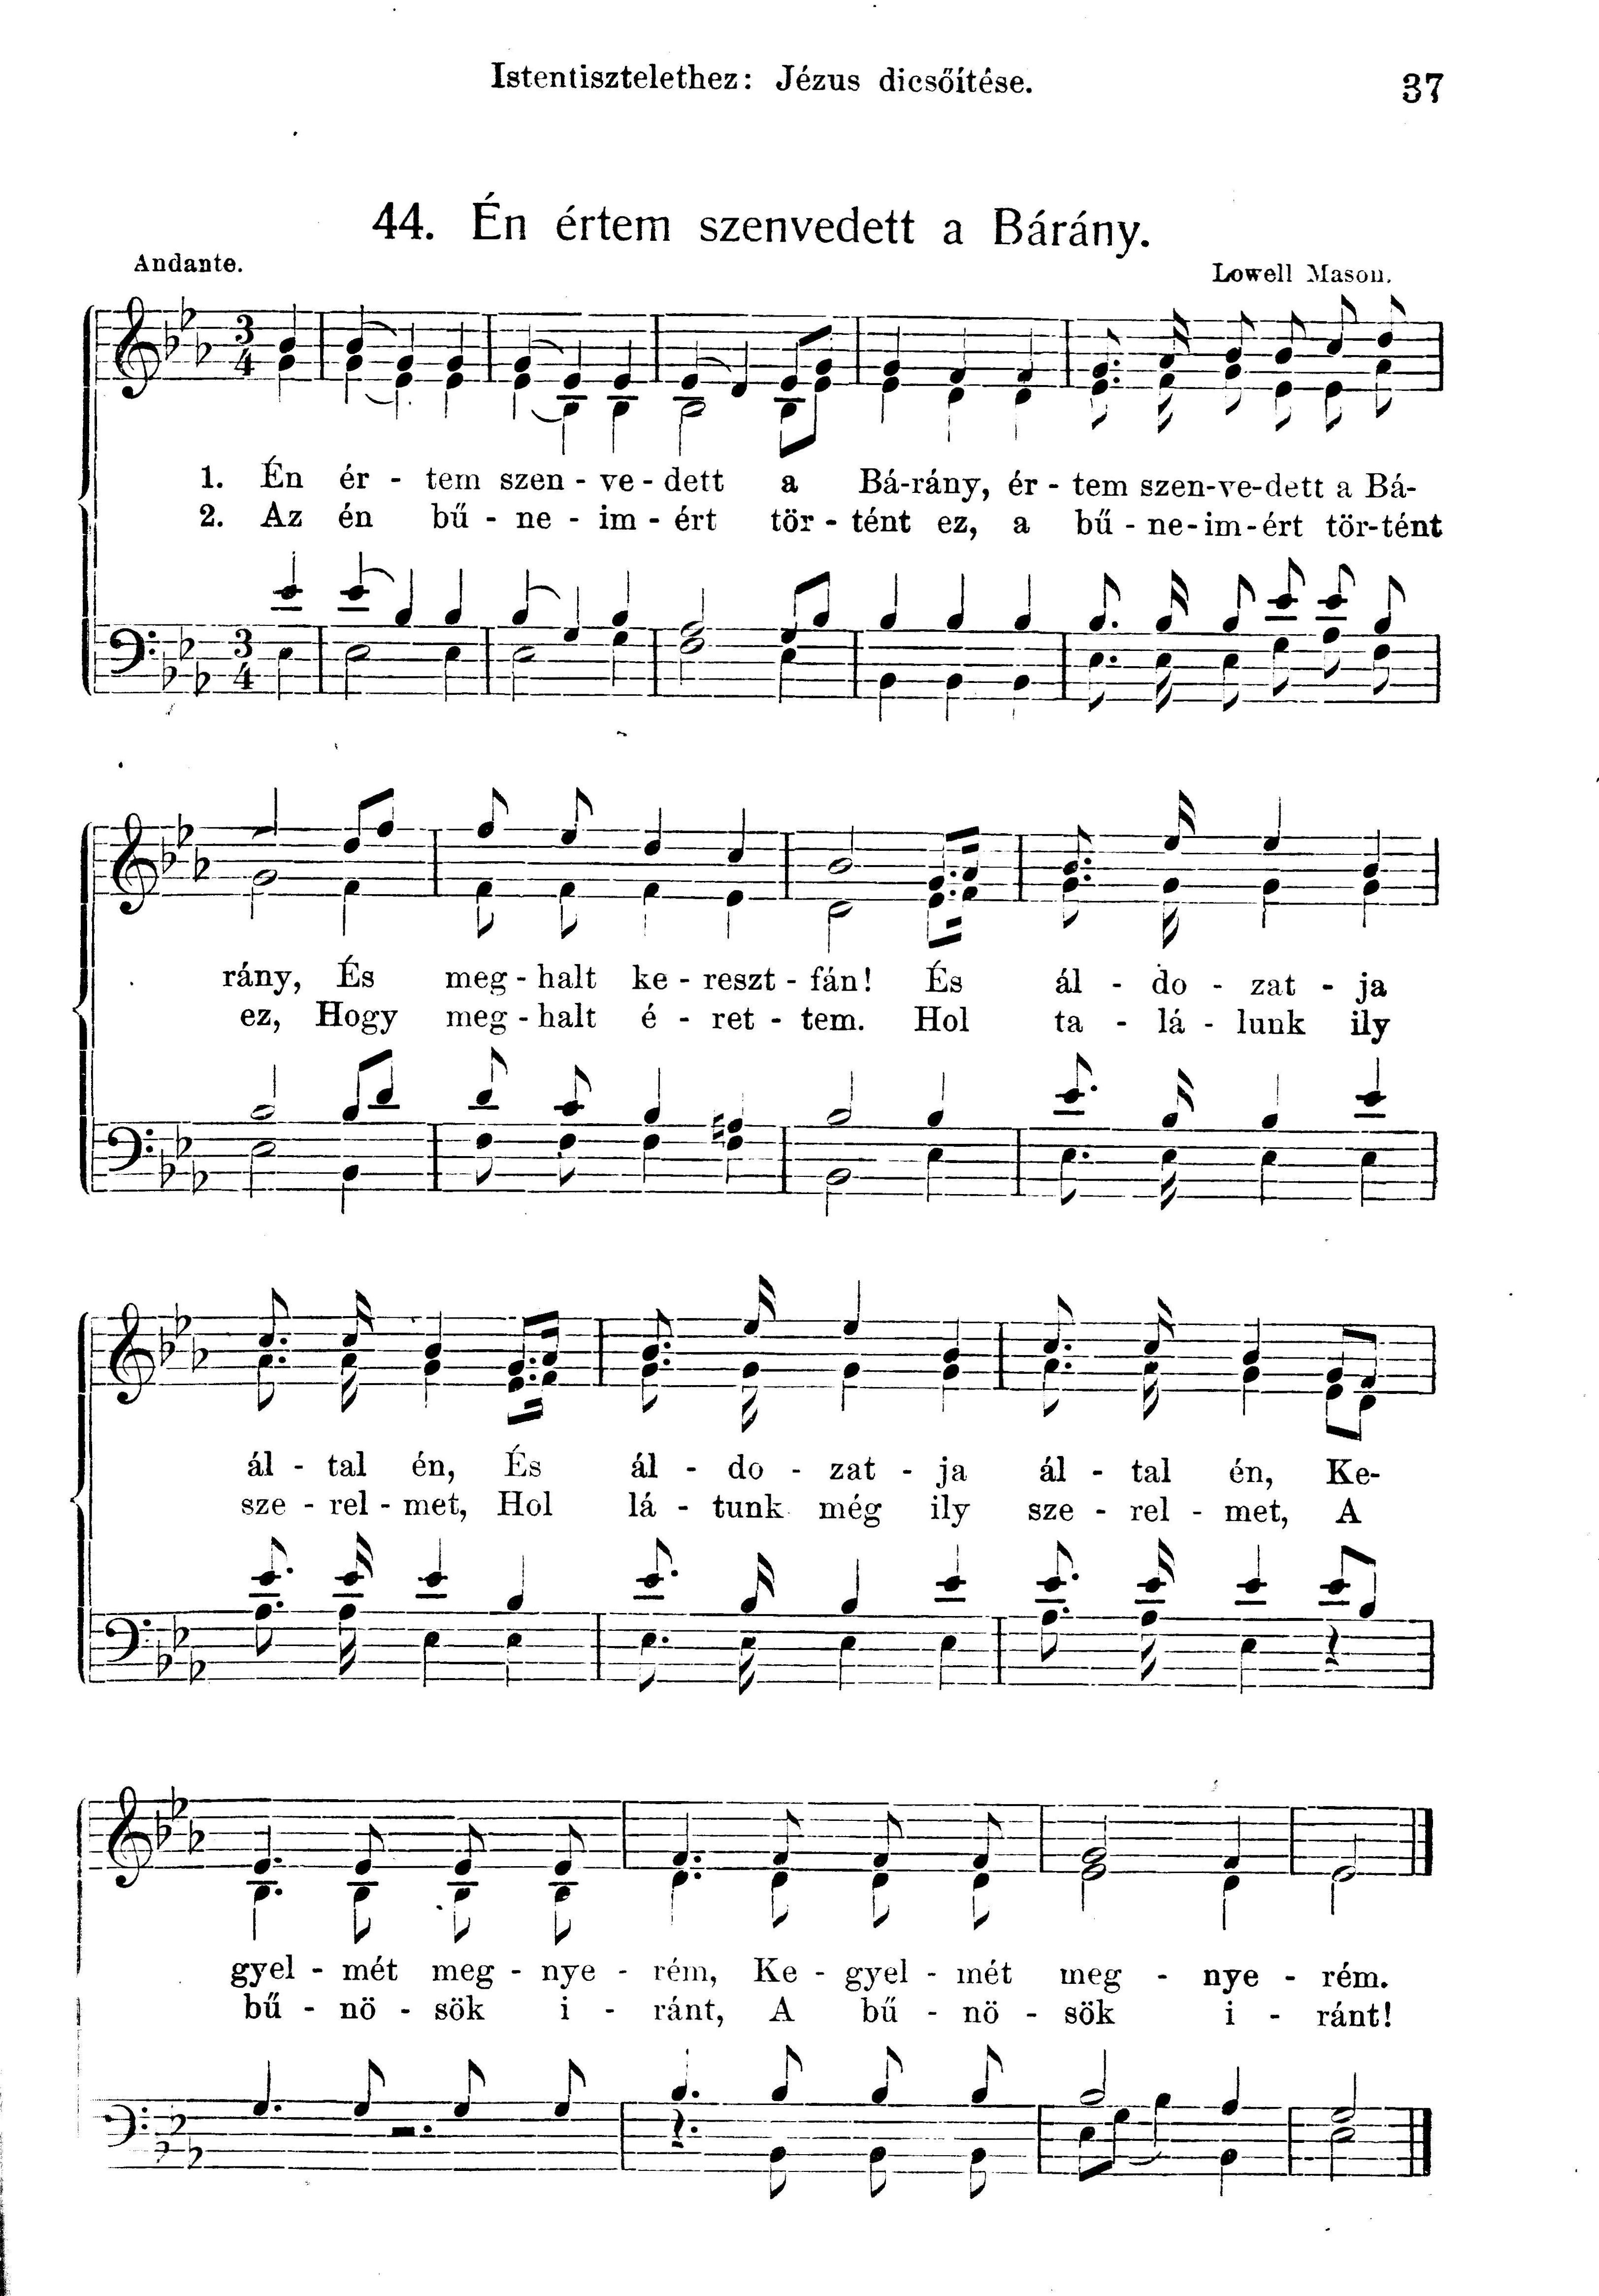 Istentisztelethez: Jézus dicsőítése.
37
44. Én értem szenvedett a Bárány.
Andante.
Lowell Mason.
1. Én ér - tem szen - ve - dett a Bá-rány, ér - tem szen-ve-dett a Bá-
2. Az én bű - ne - im - ért tör - tént ez, a bű - ne-im-ért tör-tént
rány, És meg - halt ke - reszt - fán! És ál - do - zat - ja
ez, Hogy meg - halt é - ret - tem. Hol ta - lá - lunk ily
ál - tal én, És ál - do - zat - ja ál - tal én, Ke-
sze - rel - met, Hol lá - tunk még ily sze - rel - met, A
gyel - mét meg - nye - rém, Ke - gyel - mét meg - nye - rém.
bű - nö - sök i - ránt, A bű - nö - sök i - ránt!